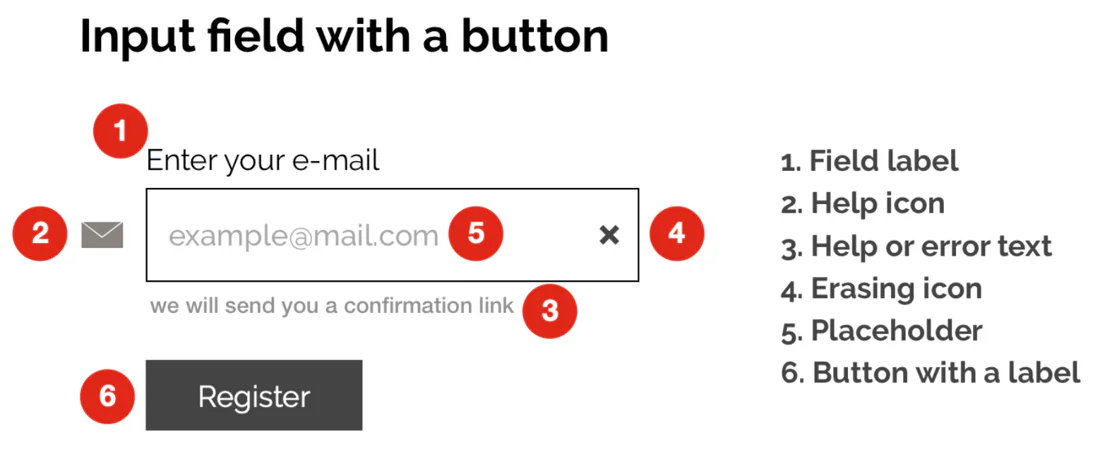 Input field with a button
1
Enter your e-mail
2
example@mail.com
5
4
we will send you a confirmation link
3
6
Register
1. Field label
2. Help icon
3. Help or error text
4. Erasing icon
5. Placeholder
6. Button with a label